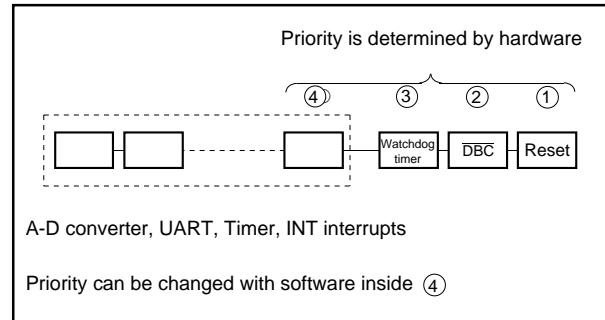 Priority is determined by hardware
④ ③ ② ①
Watchdog timer DBC Reset
A-D converter, UART, Timer, INT interrupts
Priority can be changed with software inside ④